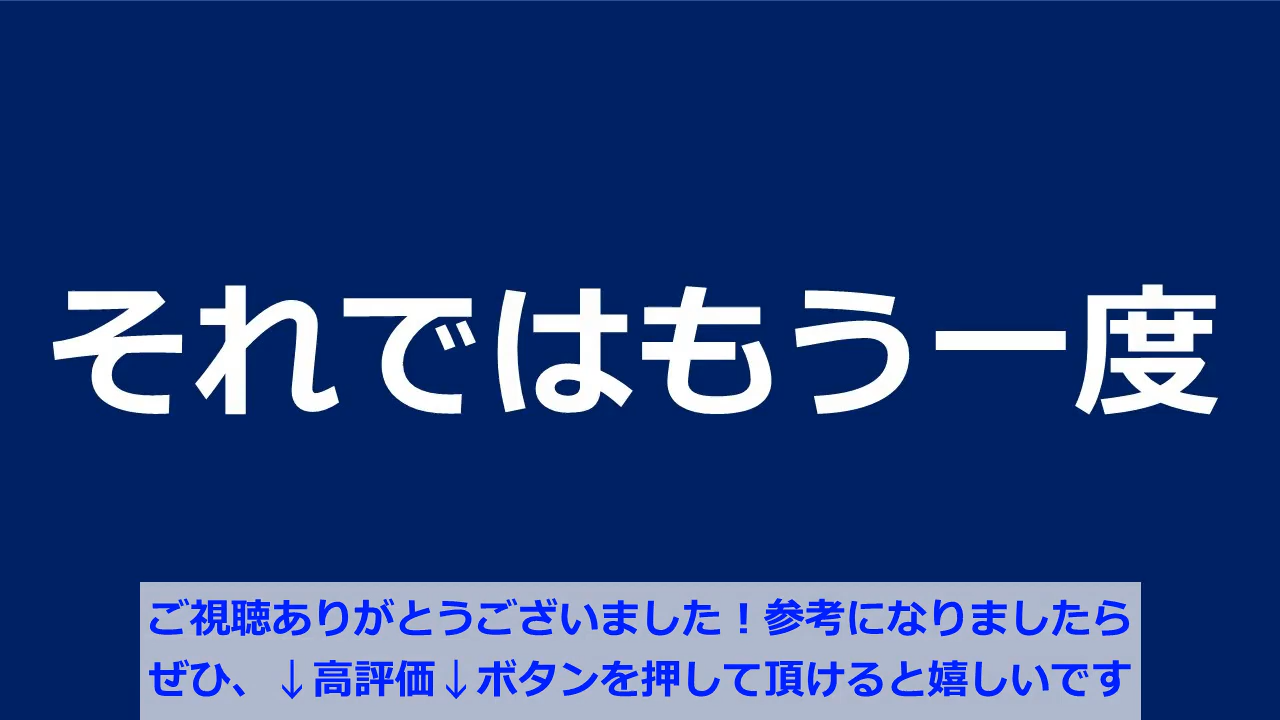 それではもう一度
ご視聴ありがとうございました！参考になりましたら
ぜひ、↓高評価↓ボタンを押して頂けると嬉しいです